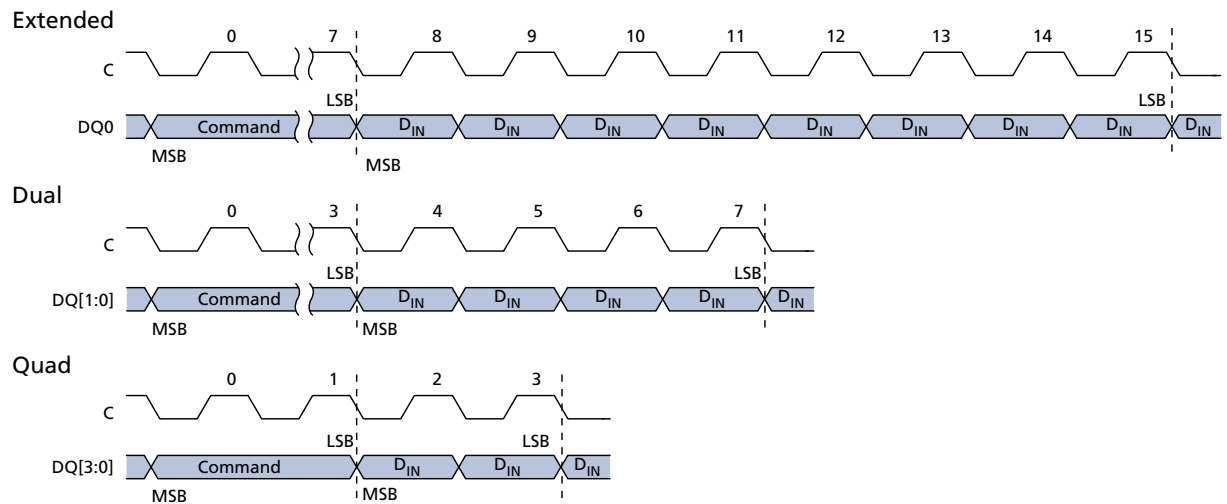 Extended
0 7 8 9 10 11 12 13 14 15
C
LSB LSB
DQ0 Command DIN DIN DIN DIN DIN DIN DIN DIN DIN
MSB MSB
Dual
0 3 4 5 6 7
C
LSB LSB
DQ[1:0] Command DIN DIN DIN DIN DIN
MSB MSB
Quad
0 1 2 3
C
LSB LSB
DQ[3:0] Command DIN DIN DIN
MSB MSB